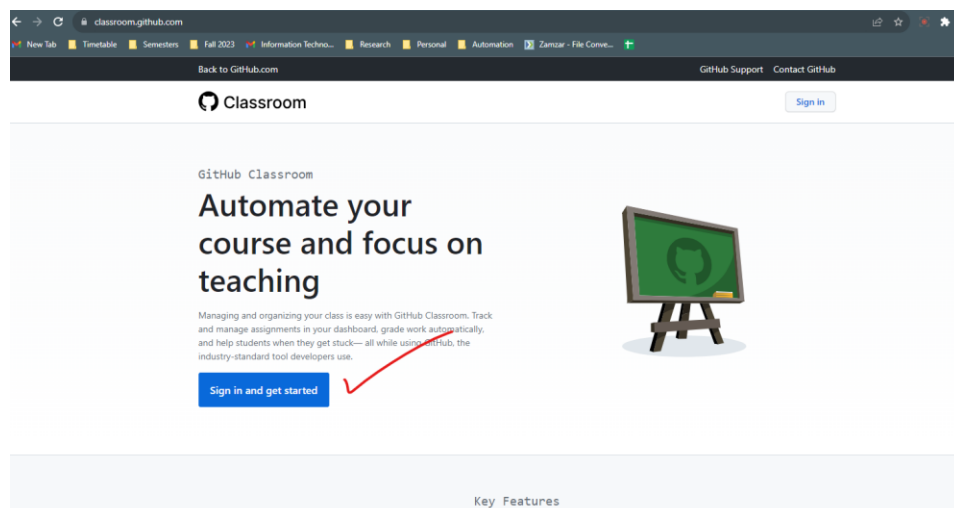 classroom.github.com
New Tab Timetable Semesters Fall 2023 Information Techno... Research Personal Automation Zamzar - File Conve...
Back to GitHub.com GitHub Support Contact GitHub
Classroom Sign in
GitHub Classroom
Automate your
course and focus on
teaching
Managing and organizing your class is easy with GitHub Classroom. Track
and manage assignments in your dashboard, grade work automatically,
and help students when they get stuck— all while using GitHub, the
industry-standard tool developers use.
Sign in and get started
Key Features